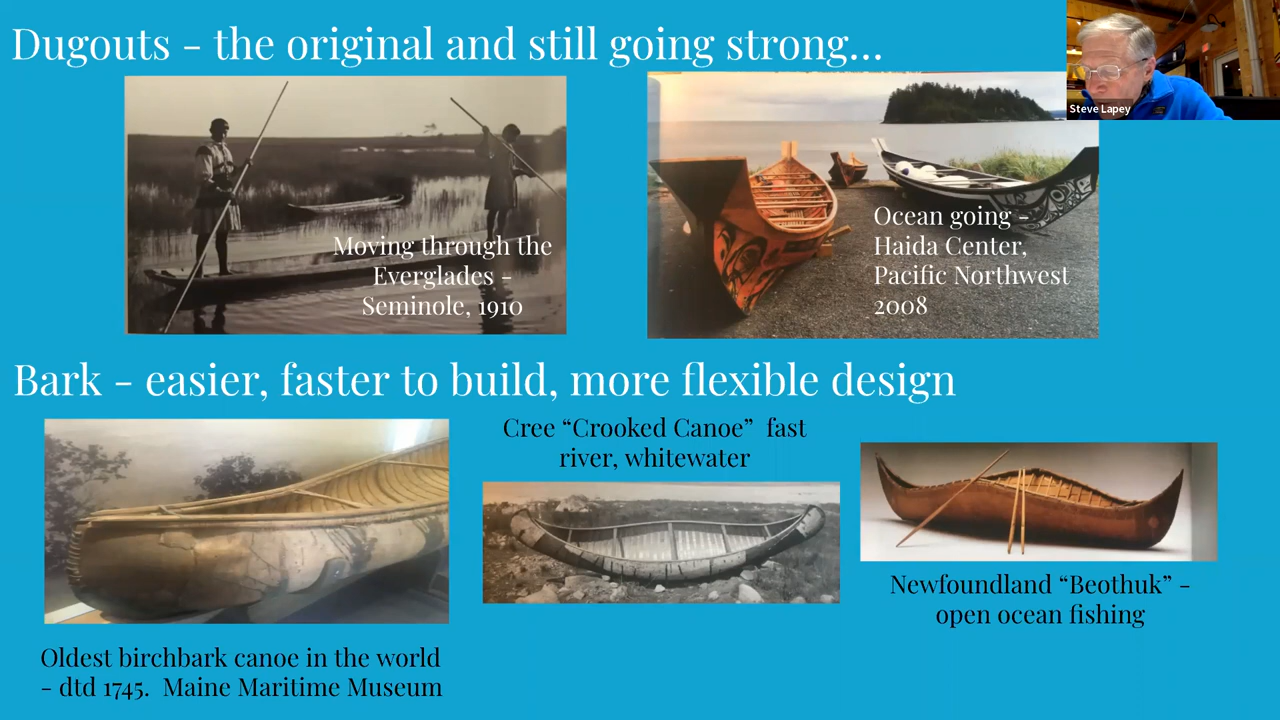 Dugouts - the original and still going strong...
Steve Lapey
Moving through the
Everglades -
Seminole, 1910
Ocean going -
Haida Center,
Pacific Northwest
2008
Bark - easier, faster to build, more flexible design
Cree “Crooked Canoe” fast
river, whitewater
Newfoundland “Beothuk” -
open ocean fishing
Oldest birchbark canoe in the world
- dtd 1745. Maine Maritime Museum